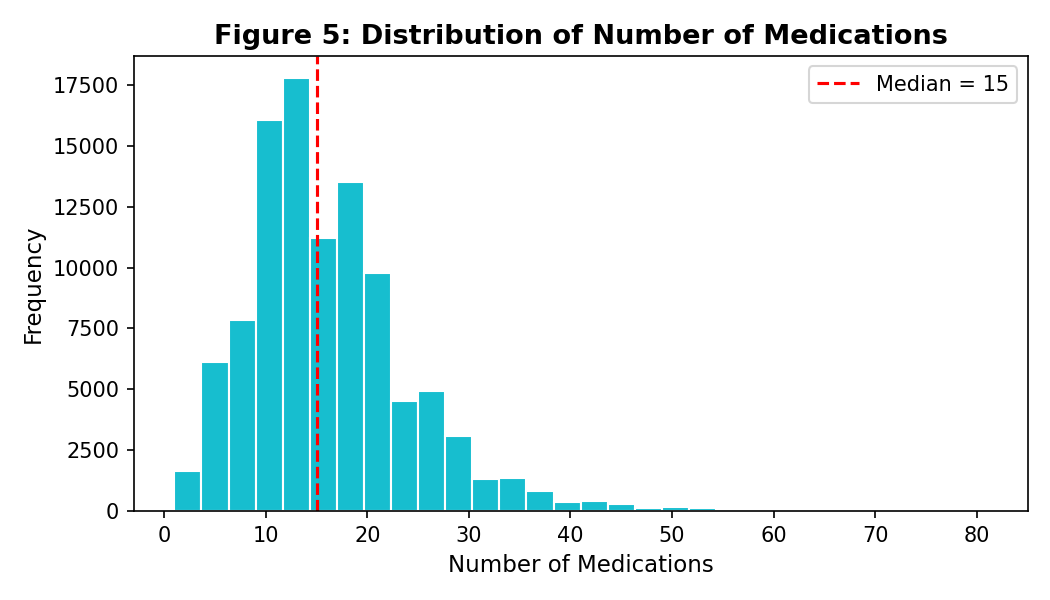 Figure 5: Distribution of Number of Medications
Median = 15
17500
15000
12500
10000
7500
5000
2500
0
Frequency
0 10 20 30 40 50 60 70 80
Number of Medications